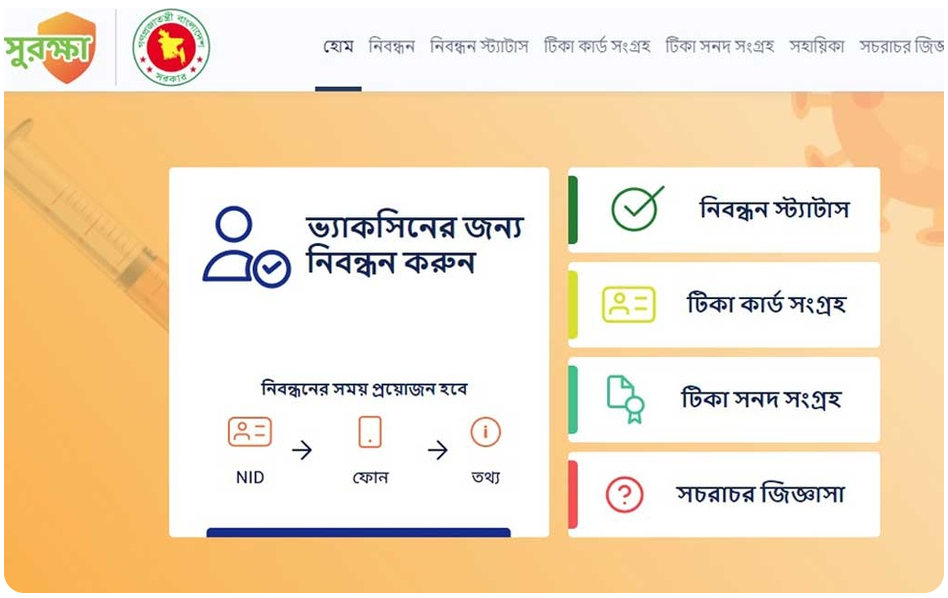 সুরক্ষা
গণপ্রজাতন্ত্রী বাংলাদেশ
সরকার
হোম নিবন্ধন নিবন্ধন স্ট্যাটাস টিকা কার্ড সংগ্রহ টিকা সনদ সংগ্রহ সহায়িকা সচরাচর
ভ্যাকসিনের জন্য
নিবন্ধন করুন
নিবন্ধনের সময় প্রয়োজন হবে
NID ফোন তথ্য
নিবন্ধন স্ট্যাটাস
টিকা কার্ড সংগ্রহ
টিকা সনদ সংগ্রহ
সচরাচর জিজ্ঞাসা